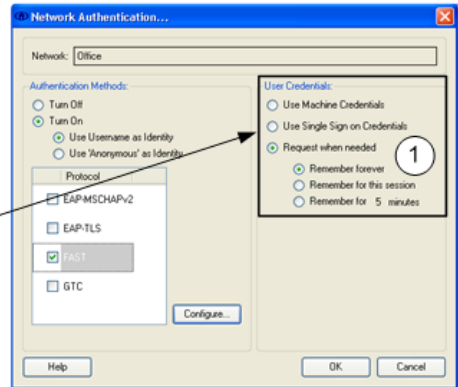 Network Authentication...
Network: Office
Authentication Methods:
Turn Off
Turn On
Use Username as Identity
Use 'Anonymous' as Identity
Protocol
EAP-MSCHAPv2
EAP-TLS
FAST
GTC
Configure...
User Credentials:
Use Machine Credentials
Use Single Sign on Credentials
Request when needed
1
Remember forever
Remember for this session
Remember for 5 minutes
Help
OK
Cancel